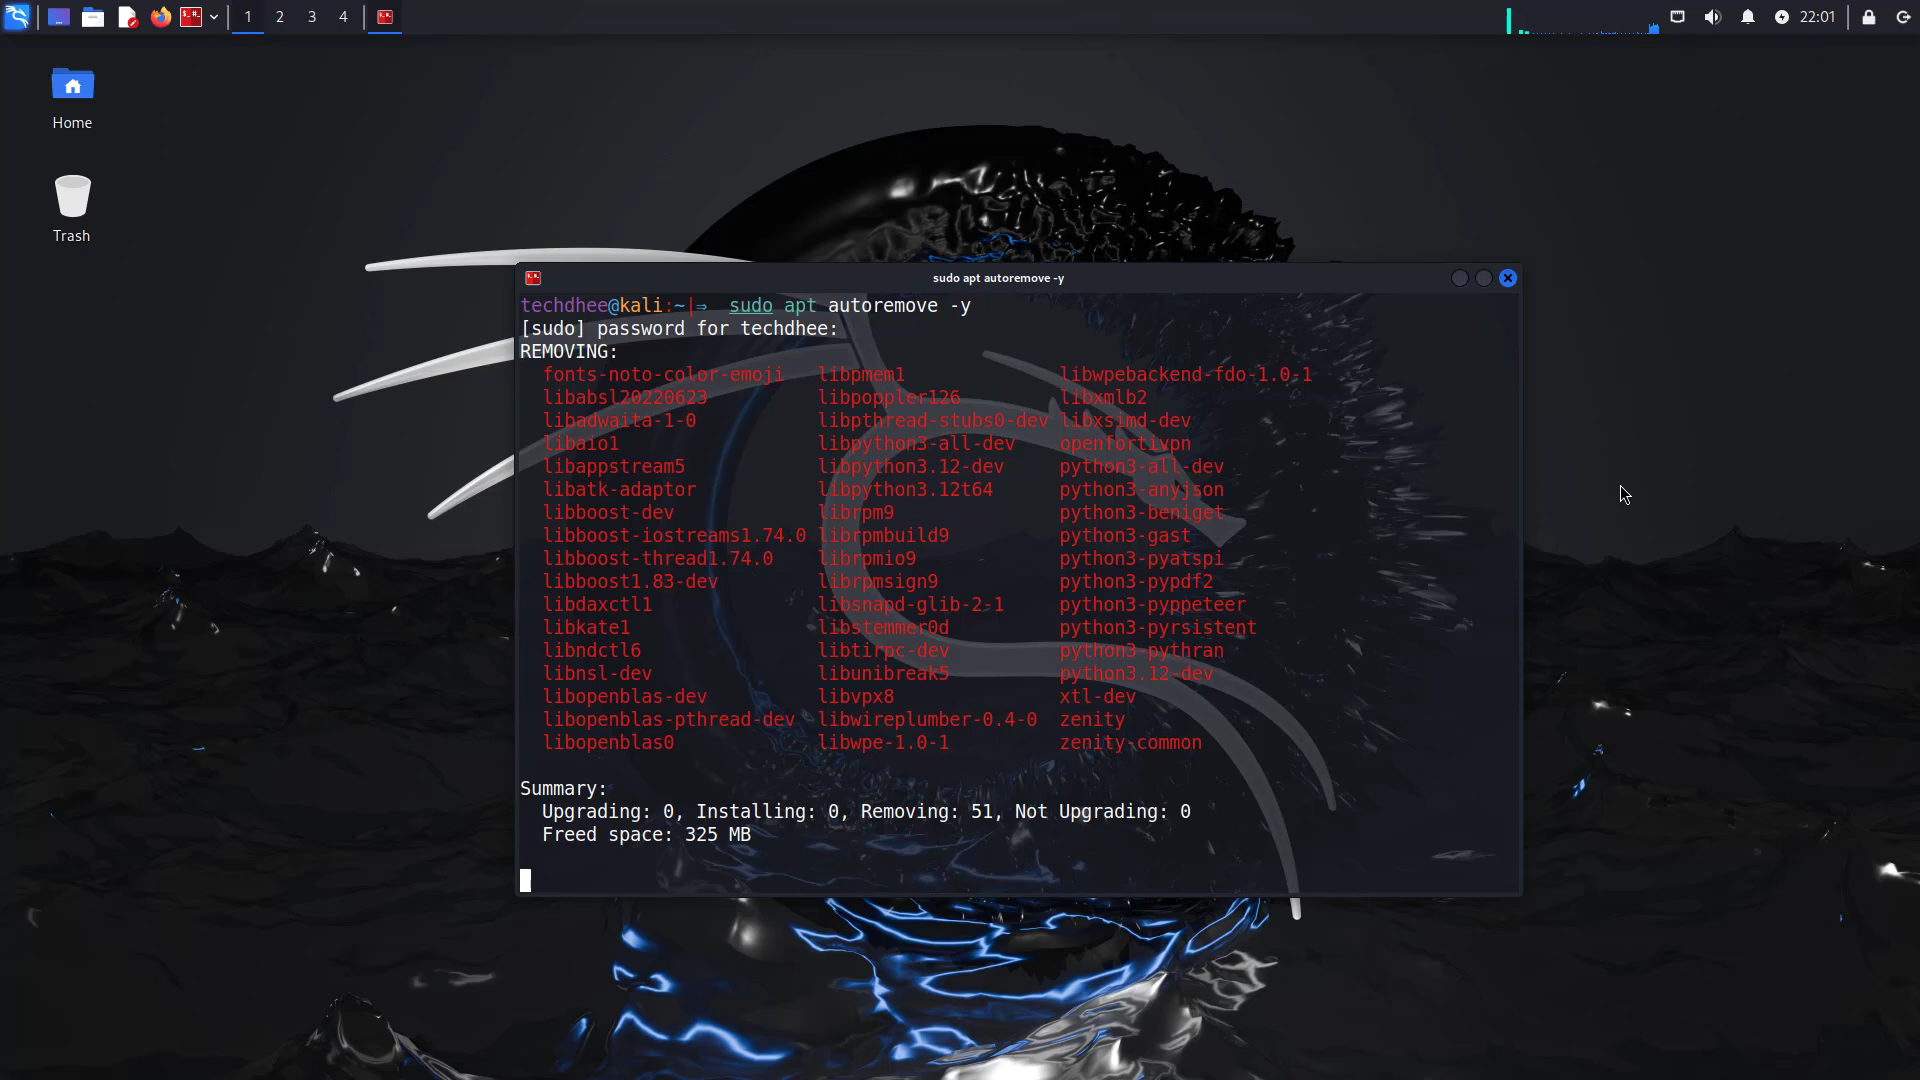 1 2 3 4 22:01
Home
Trash
sudo apt autoremove -y
techdhee@kali:~|⇒  sudo apt autoremove -y
[sudo] password for techdhee:
REMOVING:
fonts-noto-color-emoji libpmem1 libwpebackend-fdo-1.0-1
libabsl20220623 libpoppler126 libxmlb2
libadwaita-1-0 libpthread-stubs0-dev libxsimd-dev
libaio1 libpython3-all-dev openfortivpn
libappstream5 libpython3.12-dev python3-all-dev
libatk-adaptor libpython3.12t64 python3-anyjson
libboost-dev librpm9 python3-beniget
libboost-iostreams1.74.0 librpmbuild9 python3-gast
libboost-thread1.74.0 librpmio9 python3-pyatspi
libboost1.83-dev librpmsign9 python3-pypdf2
libdaxctl1 libsnapd-glib-2-1 python3-pyppeteer
libkate1 libstemmer0d python3-pyrsistent
libndctl6 libtirpc-dev python3-pythran
libnsl-dev libunibreak5 python3.12-dev
libopenblas-dev libvpx8 xtl-dev
libopenblas-pthread-dev libwireplumber-0.4-0 zenity
libopenblas0 libwpe-1.0-1 zenity-common
Summary:
Upgrading: 0, Installing: 0, Removing: 51, Not Upgrading: 0
Freed space: 325 MB